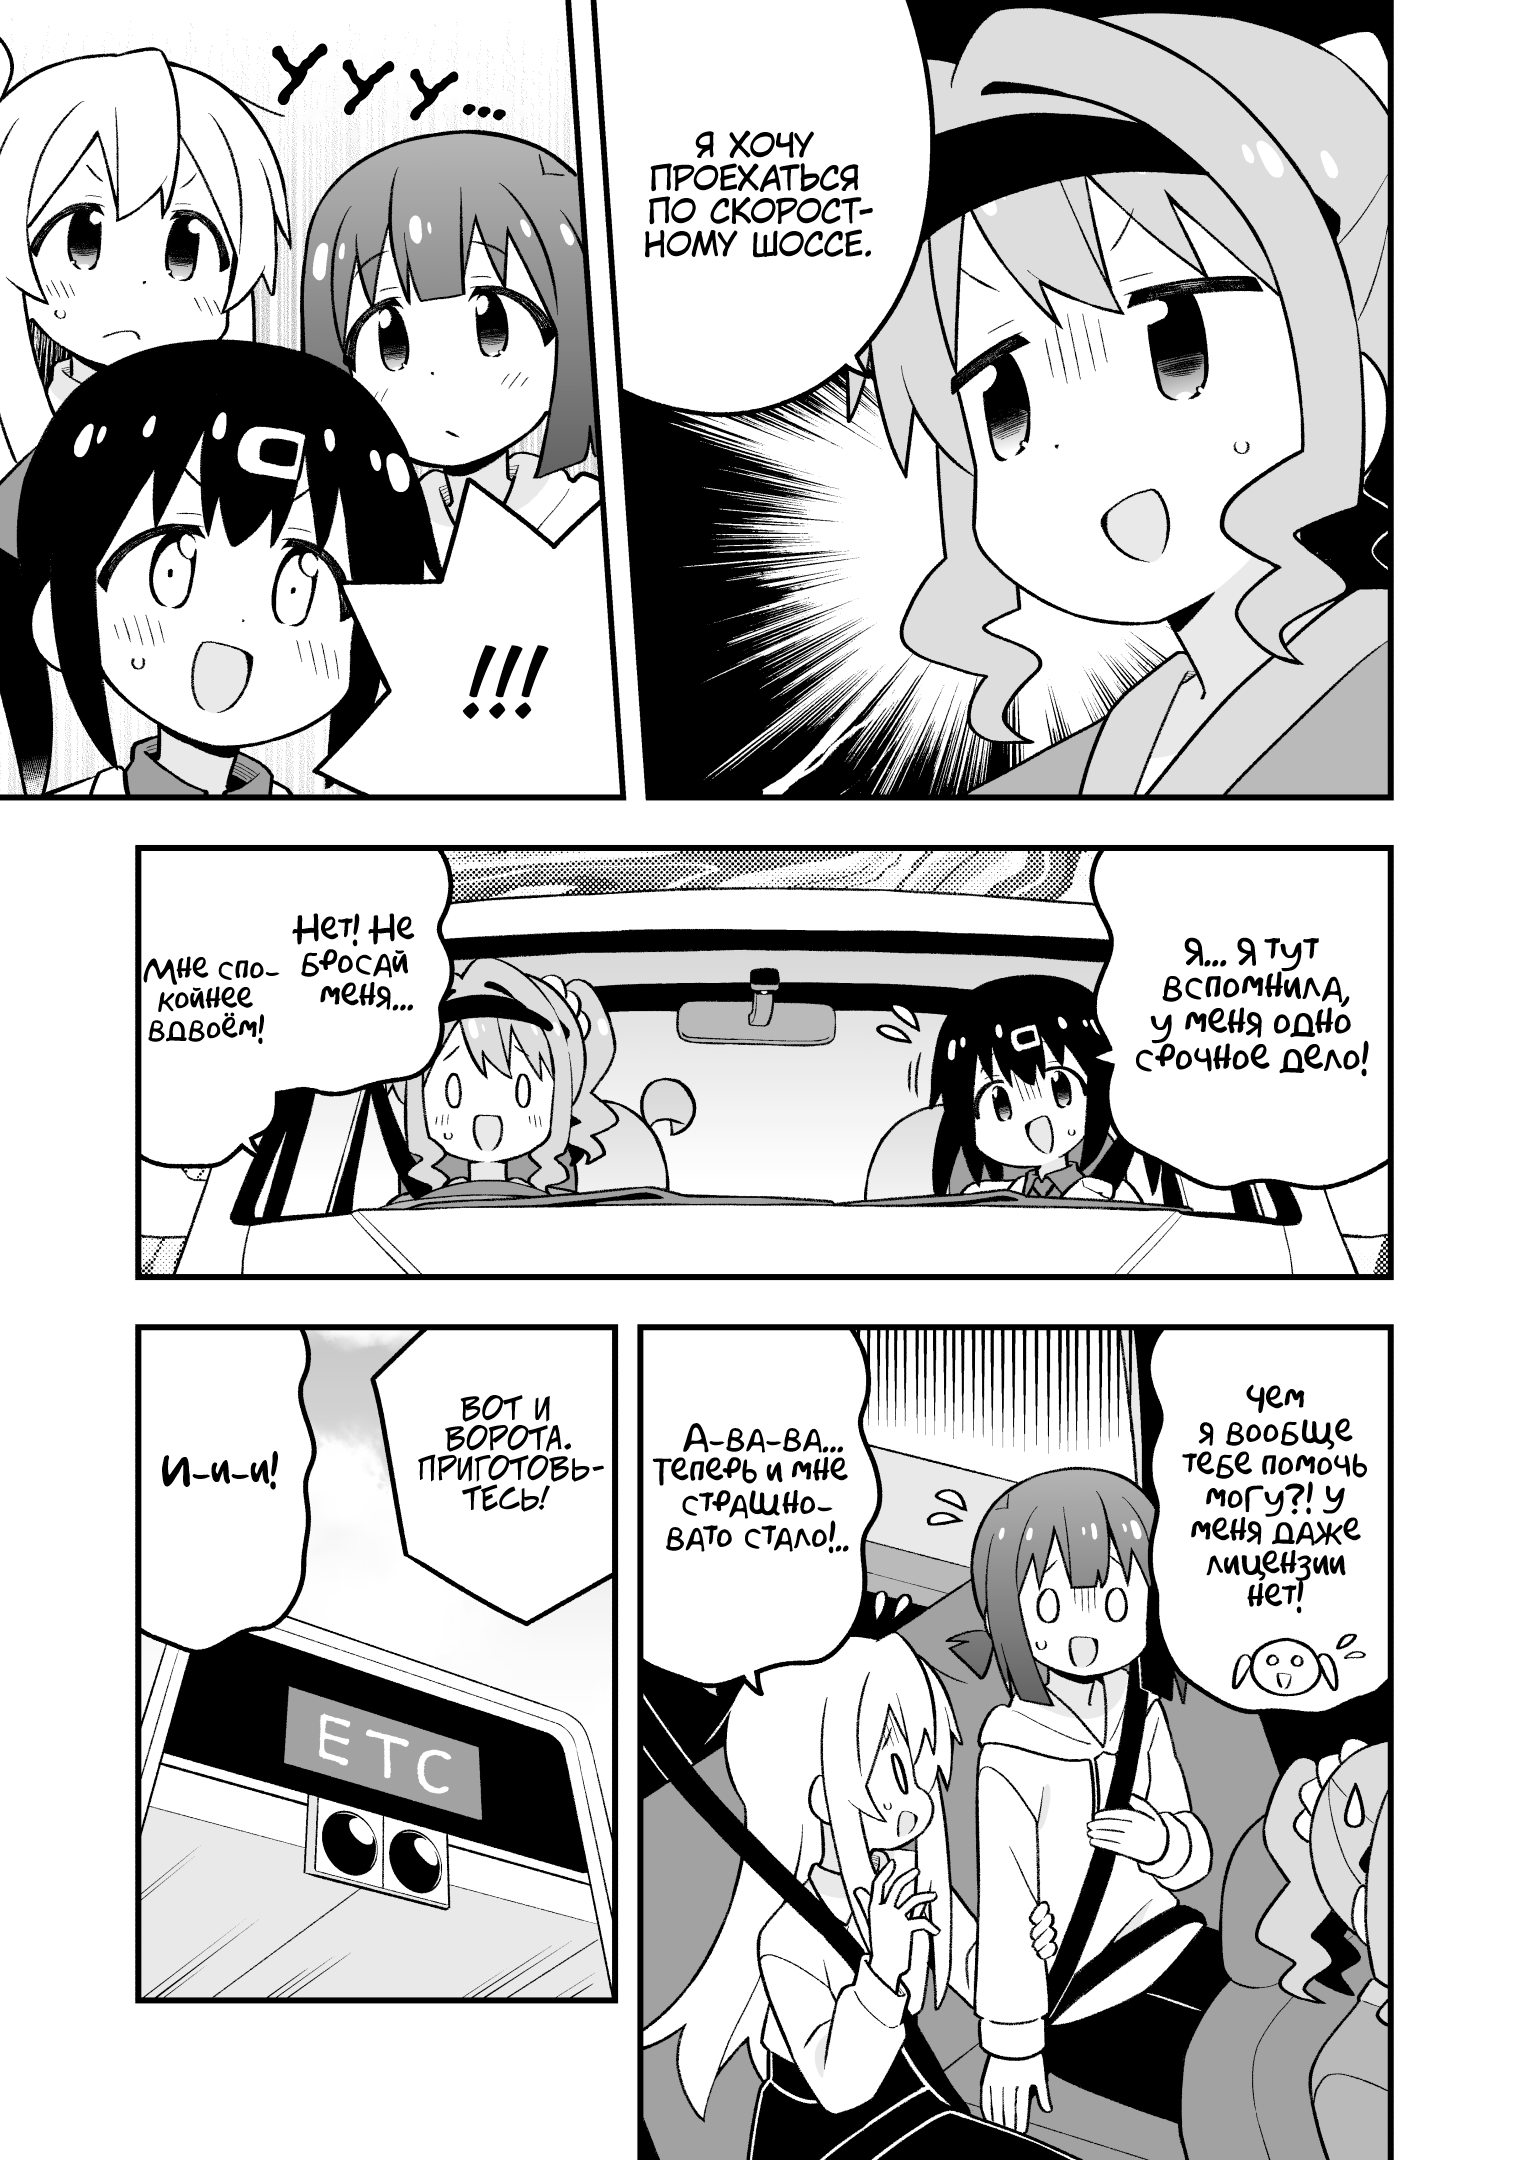 Я ХОЧУ
ПРОЕХАТЬСЯ
ПО СКОРОСТ-
НОМУ ШОССЕ.
УУУ...
!!!
Я... Я ТУТ
ВСПОМНИЛА,
У МЕНЯ ОДНО
СРОЧНОЕ ДЕЛО!
НЕТ! НЕ
БРОСАЙ
МЕНЯ...
МНЕ СПО-
КОЙНЕЕ
ВДВОЁМ!
ЧЕМ
Я ВООБЩЕ
ТЕБЕ ПОМОЧЬ
МОГУ?! У
МЕНЯ ДАЖЕ
ЛИЦЕНЗИИ
НЕТ!
А-ВА-ВА...
ТЕПЕРЬ И МНЕ
СТРАШНО-
ВАТО СТАЛО!..
ВОТ И
ВОРОТА.
ПРИГОТОВЬ-
ТЕСЬ!
И-И-И!
ETC